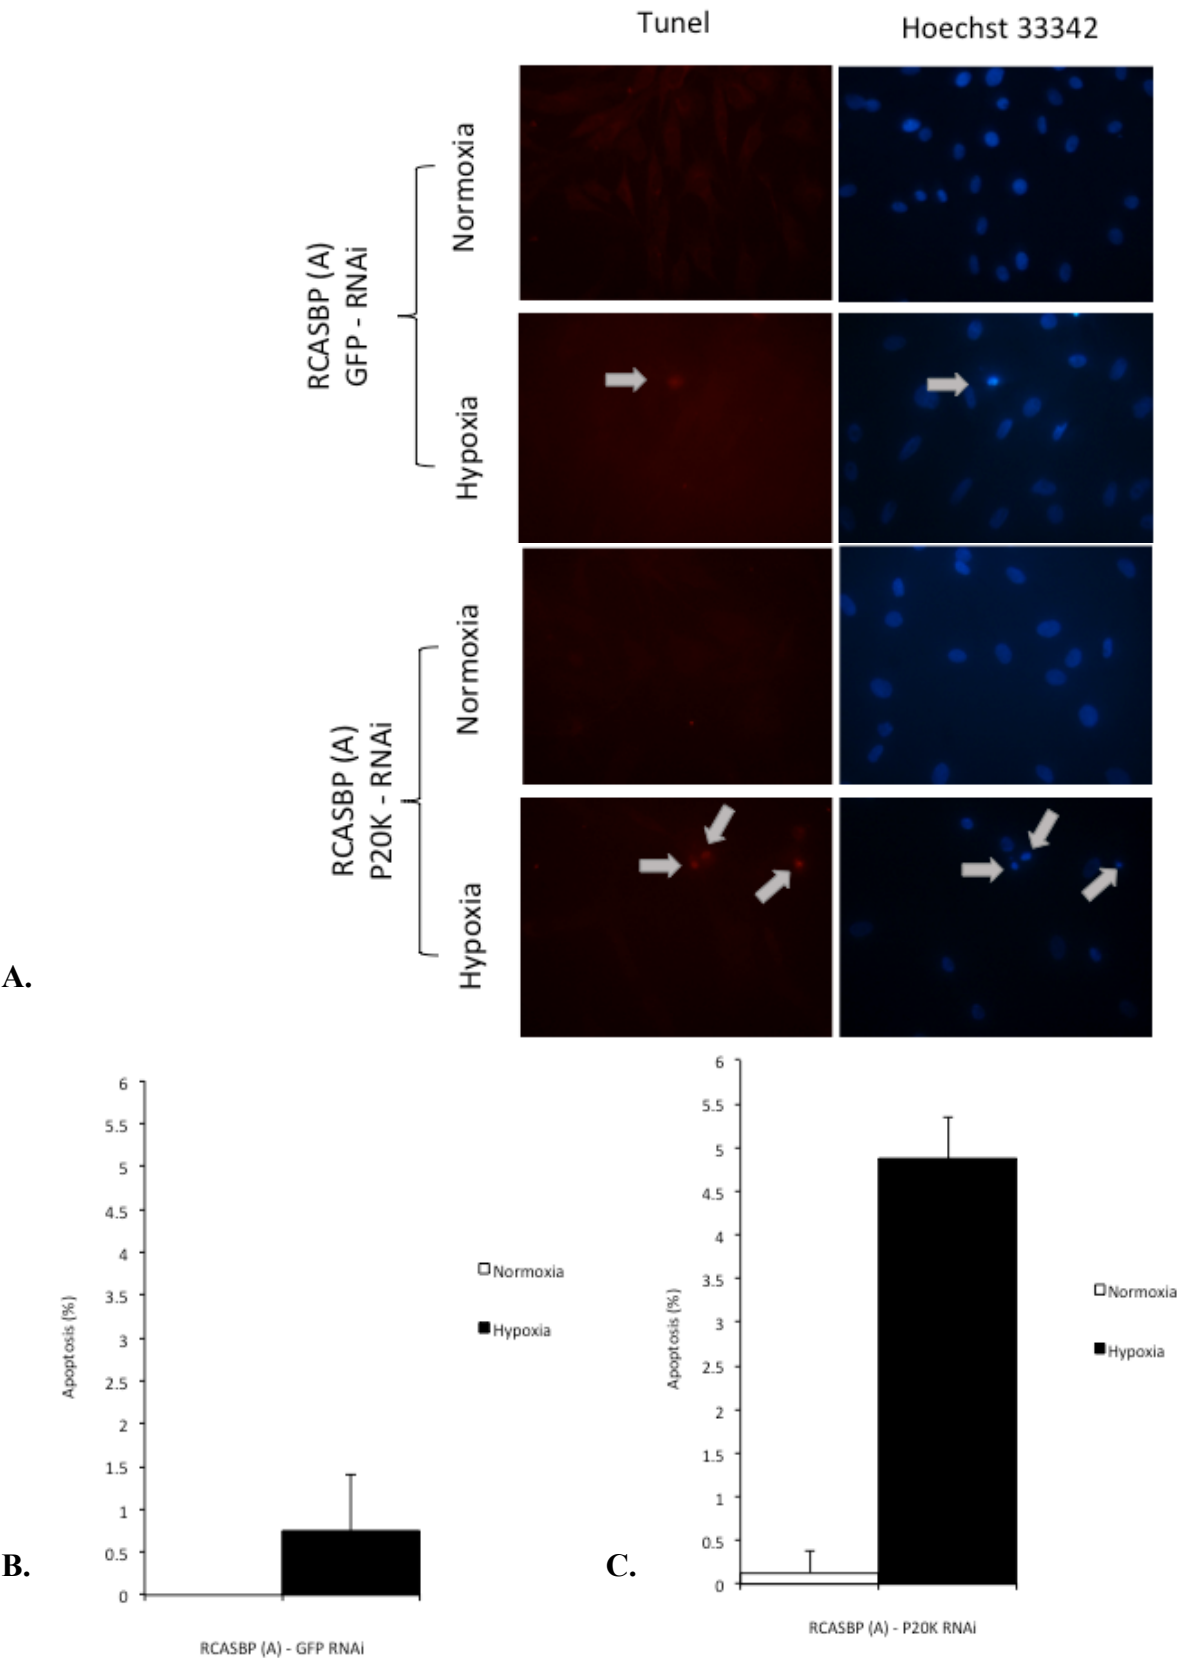 Tunel
Hoechst 33342
RCASBP (A)
GFP - RNAi
Normoxia
Hypoxia
RCASBP (A)
P20K - RNAi
Normoxia
Hypoxia
A.
6
5.5
5
4.5
4
3.5
3
2.5
2
1.5
1
0.5
0
Apoptosis (%)
Normoxia
Hypoxia
RCASBP (A) - GFP RNAi
B.
6
5.5
5
4.5
4
3.5
3
2.5
2
1.5
1
0.5
0
Apoptosis (%)
Normoxia
Hypoxia
RCASBP (A) - P20K RNAi
C.